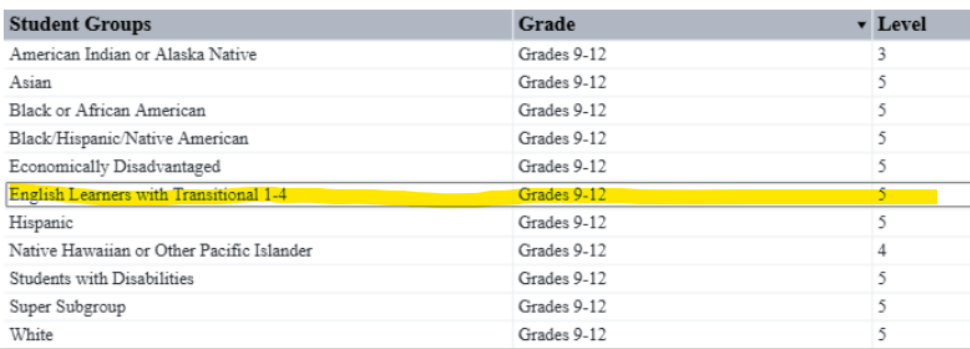 Student Groups Grade Level
American Indian or Alaska Native Grades 9-12 3
Asian Grades 9-12 5
Black or African American Grades 9-12 5
Black/Hispanic/Native American Grades 9-12 5
Economically Disadvantaged Grades 9-12 5
English Learners with Transitional 1-4 Grades 9-12 5
Hispanic Grades 9-12 5
Native Hawaiian or Other Pacific Islander Grades 9-12 4
Students with Disabilities Grades 9-12 5
Super Subgroup Grades 9-12 5
White Grades 9-12 5